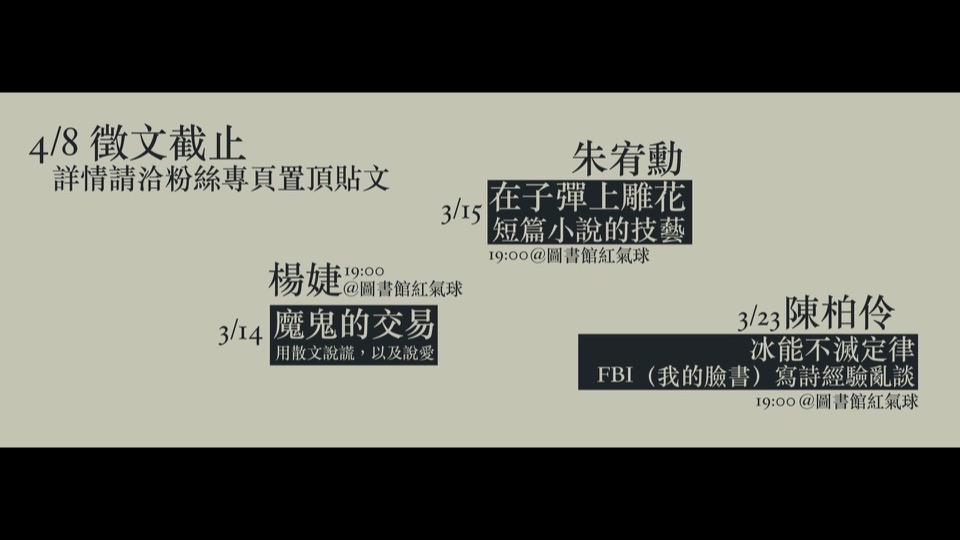 4/8 徵文截止
詳情請洽粉絲專頁置頂貼文
朱宥勳
3/15 在子彈上雕花
短篇小說的技藝
19:00@圖書館紅氣球
楊婕 19:00
@圖書館紅氣球
3/14 魔鬼的交易
用散文說謊，以及說愛
3/23 陳柏伶
冰能不滅定律
FBI（我的臉書）寫詩經驗亂談
19:00 @圖書館紅氣球